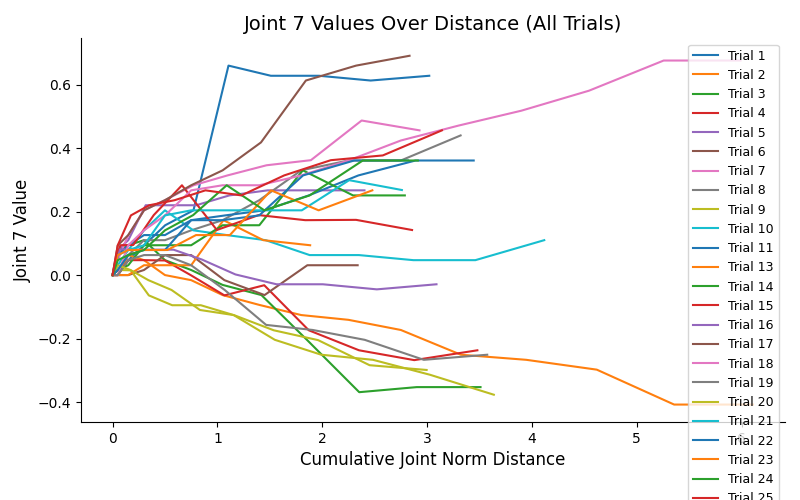 Joint 7 Values Over Distance (All Trials)
Joint 7 Value
0.6
0.4
0.2
0.0
−0.2
−0.4
0
1
2
3
4
5
6
Cumulative Joint Norm Distance
Trial 1
Trial 2
Trial 3
Trial 4
Trial 5
Trial 6
Trial 7
Trial 8
Trial 9
Trial 10
Trial 11
Trial 13
Trial 14
Trial 15
Trial 16
Trial 17
Trial 18
Trial 19
Trial 20
Trial 21
Trial 22
Trial 23
Trial 24
Trial 25